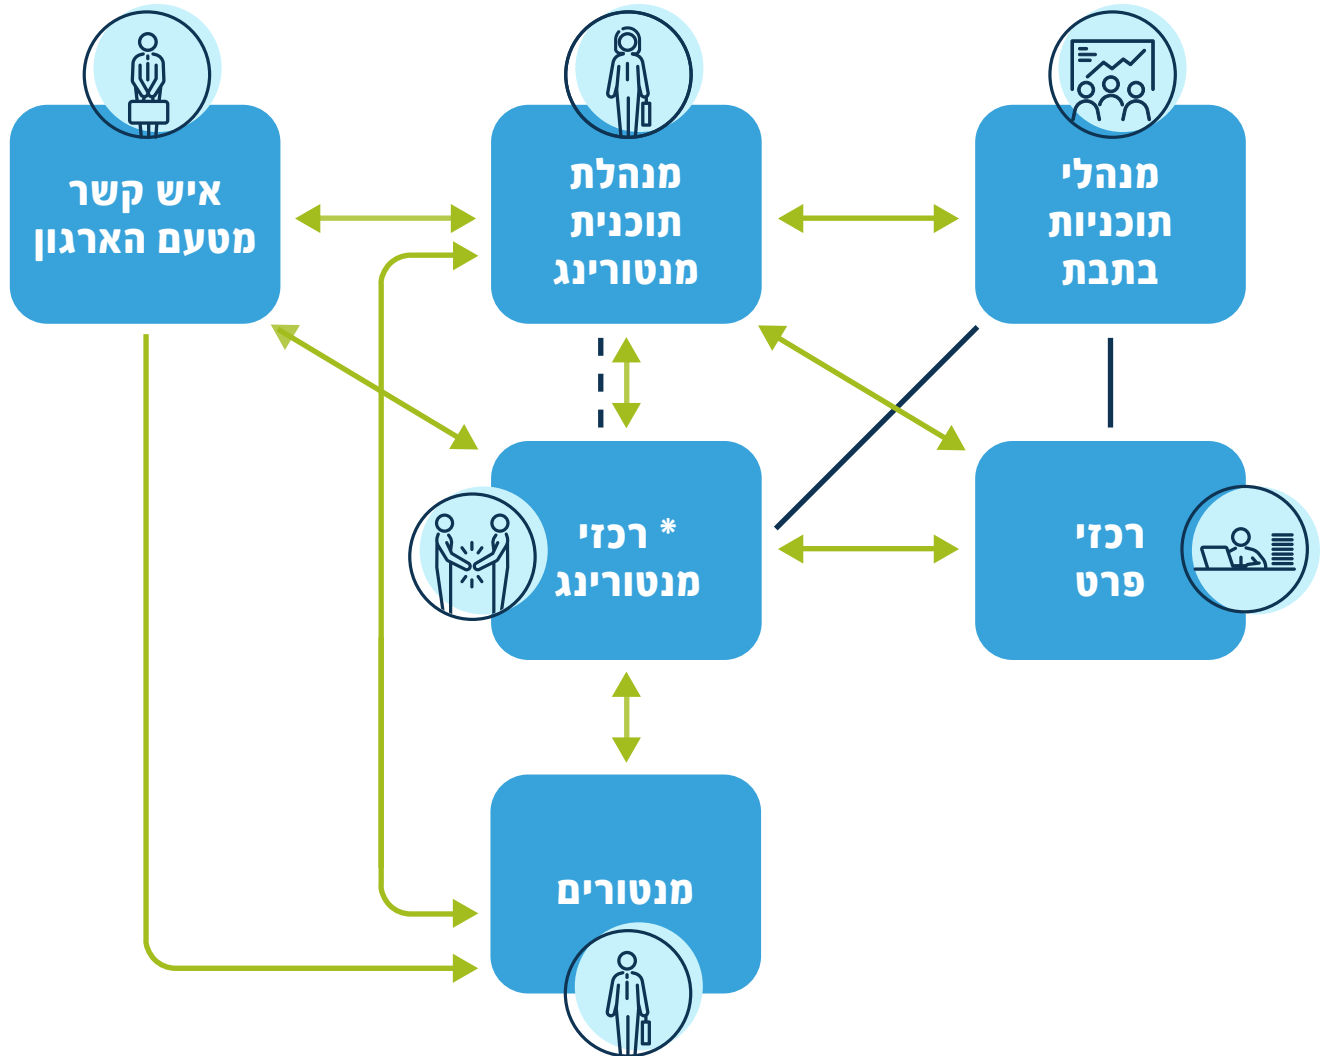 מנהלי
תוכניות
בתבת
מנהלת
תוכנית
מנטורינג
איש קשר
מטעם הארגון
רכזי
פרט
* רכזי
מנטורינג
מנטורים